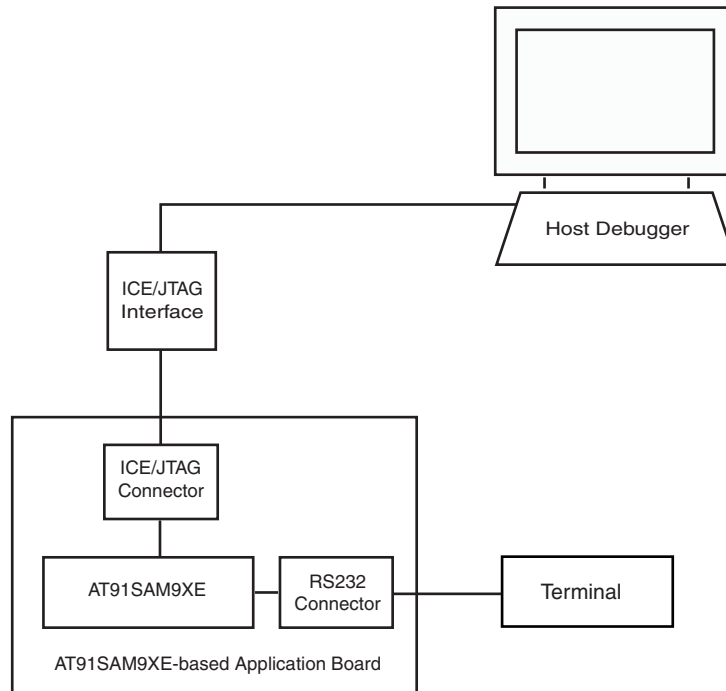 Host Debugger
ICE/JTAG
Interface
ICE/JTAG
Connector
AT91SAM9XE
RS232
Connector
Terminal
AT91SAM9XE-based Application Board